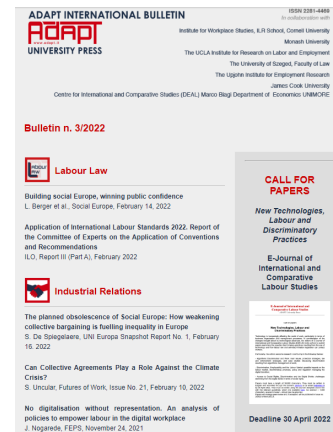 ADAPT INTERNATIONAL BULLETIN
ISSN 2281-4469
In collaboration with
ADAPT
www.adapt.it
UNIVERSITY PRESS
Institute for Workplace Studies, ILR School, Cornell University
Monash University
The UCLA Institute for Research on Labor and Employment
The University of Szeged, Faculty of Law
The Upjohn Institute for Employment Research
James Cook University
Centre for International and Comparative Studies (DEAL) Marco Biagi Department of Economics UNIMORE
Bulletin n. 3/2022
Labour Law
Building social Europe, winning public confidence
L. Berger et al., Social Europe, February 14, 2022
Application of International Labour Standards 2022. Report of
the Committee of Experts on the Application of Conventions
and Recommendations
ILO, Report III (Part A), February 2022
Industrial Relations
The planned obsolescence of Social Europe: How weakening
collective bargaining is fuelling inequality in Europe
S. De Spiegelaere, UNI Europa Snapshot Report No. 1, February
16, 2022
Can Collective Agreements Play a Role Against the Climate
Crisis?
S. Uncular, Futures of Work, Issue No. 21, February 10, 2022
No digitalisation without representation. An analysis of
policies to empower labour in the digital workplace
J. Nogarede, FEPS, November 24, 2021
CALL FOR
PAPERS
New Technologies,
Labour and
Discriminatory
Practices
E-Journal of
International and
Comparative
Labour Studies
Deadline 30 April 2022